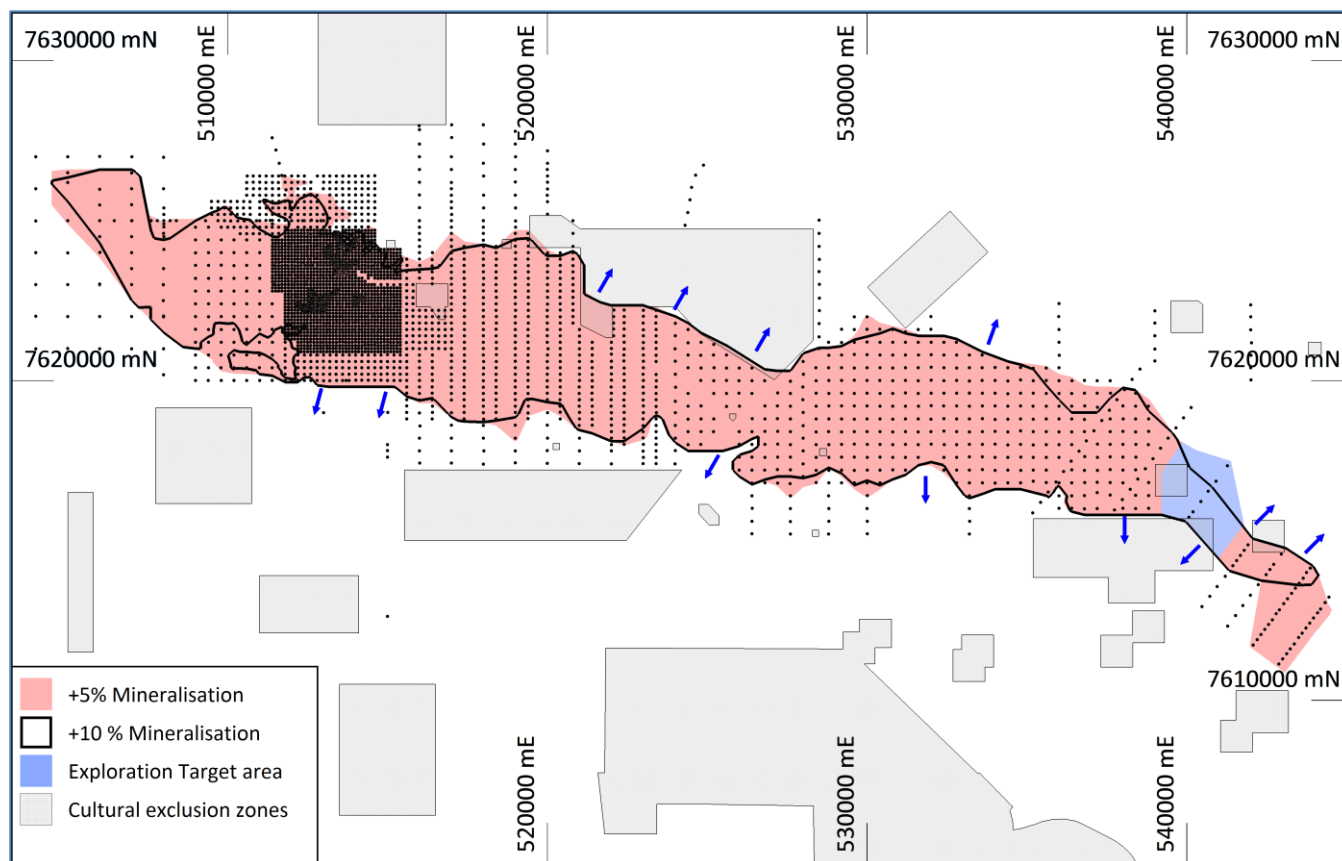 7630000 mN
510000 mE
520000 mE
530000 mE
540000 mE
7630000 mN
7620000 mN
7620000 mN
7610000 mN
+5% Mineralisation
+10 % Mineralisation
Exploration Target area
Cultural exclusion zones
520000 mE
530000 mE
540000 mE